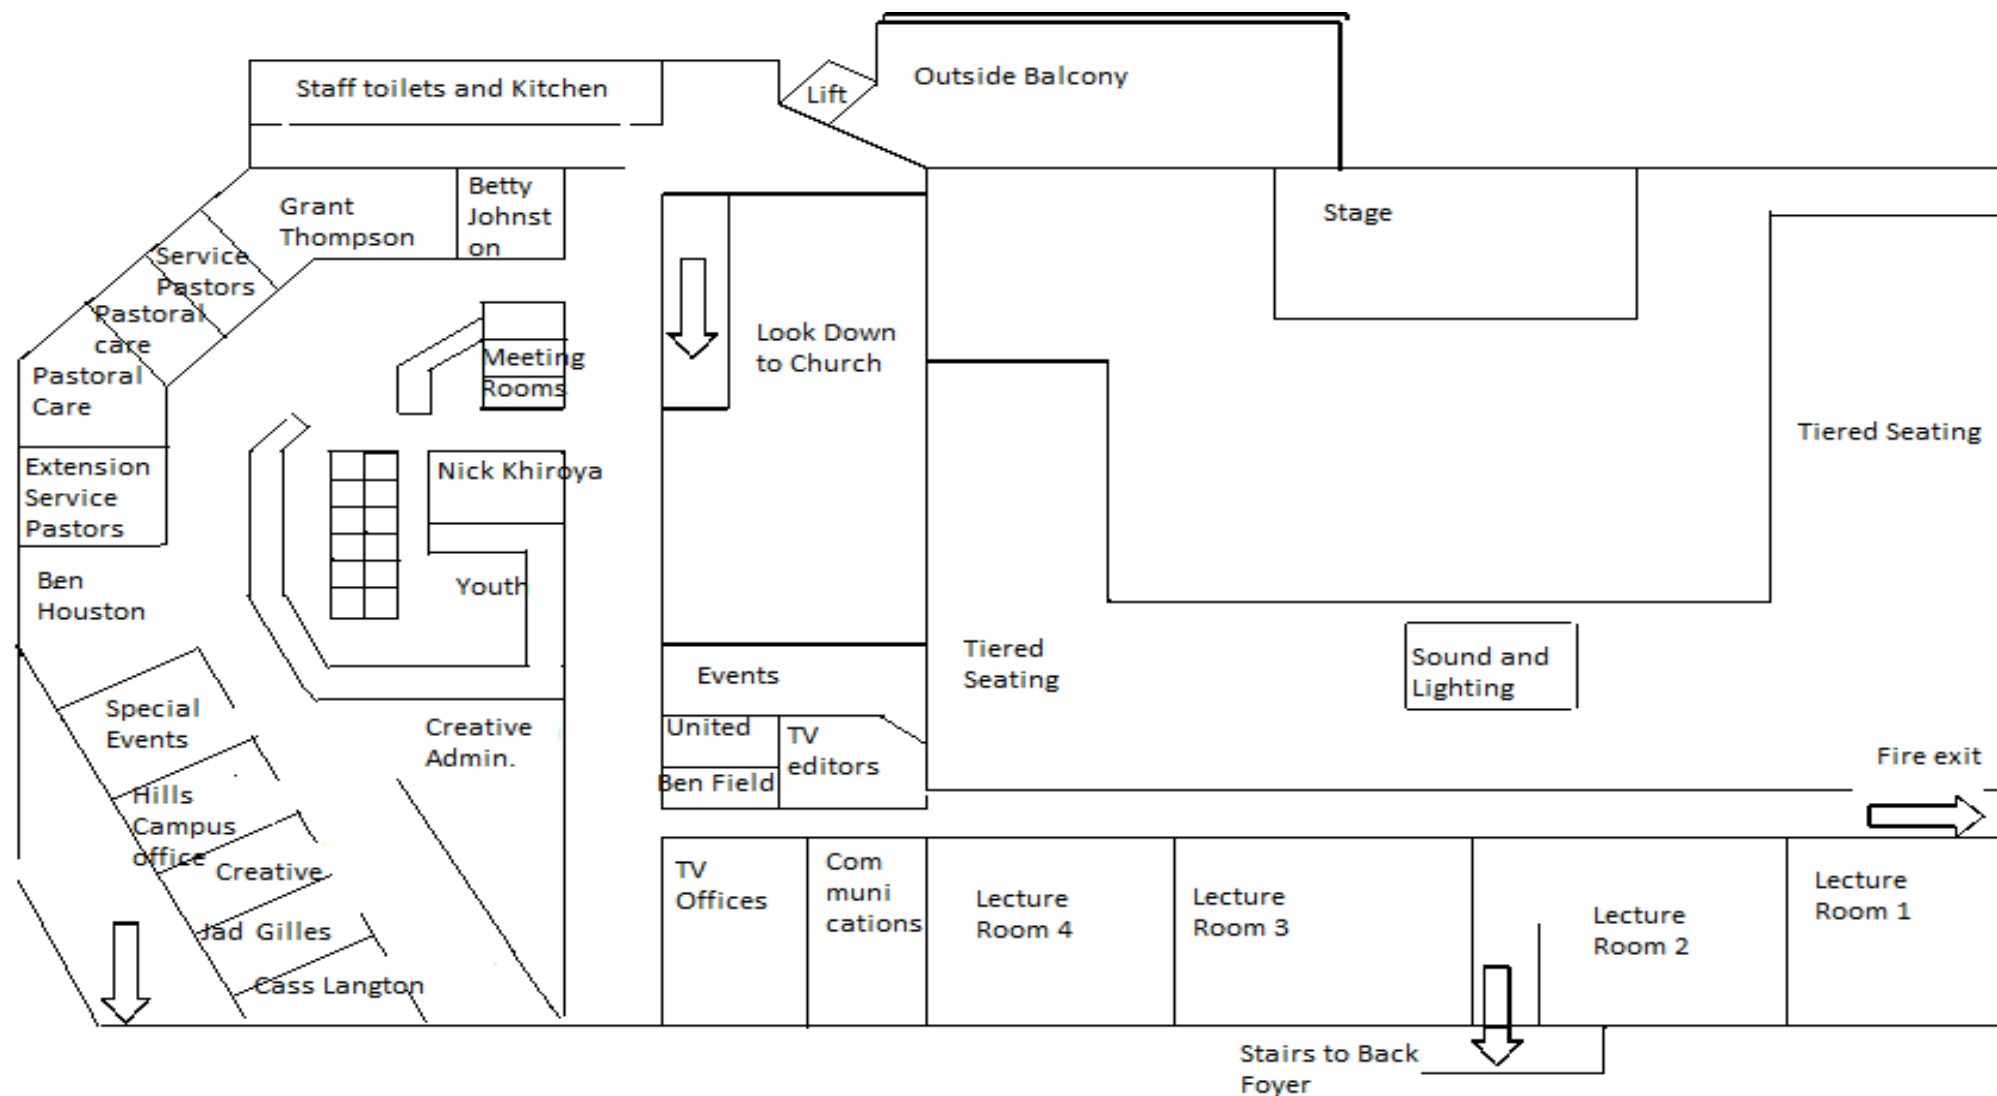 Staff toilets and Kitchen
Lift
Outside Balcony
Grant
Thompson
Betty
Johnst
on
Stage
Service
Pastors
Pastoral
care
Pastoral
Care
Meeting
Rooms
Look Down
to Church
Tiered Seating
Extension
Service
Pastors
Nick Khiroya
Ben
Houston
Youth
Tiered
Seating
Sound and
Lighting
Events
Special
Events
Creative
Admin.
United
TV
editors
Ben Field
Fire exit
Hills
Campus
office
Creative
TV
Offices
Com
muni
cations
Lecture
Room 4
Lecture
Room 3
Lecture
Room 2
Lecture
Room 1
Jad Gilles
Cass Langton
Stairs to Back
Foyer